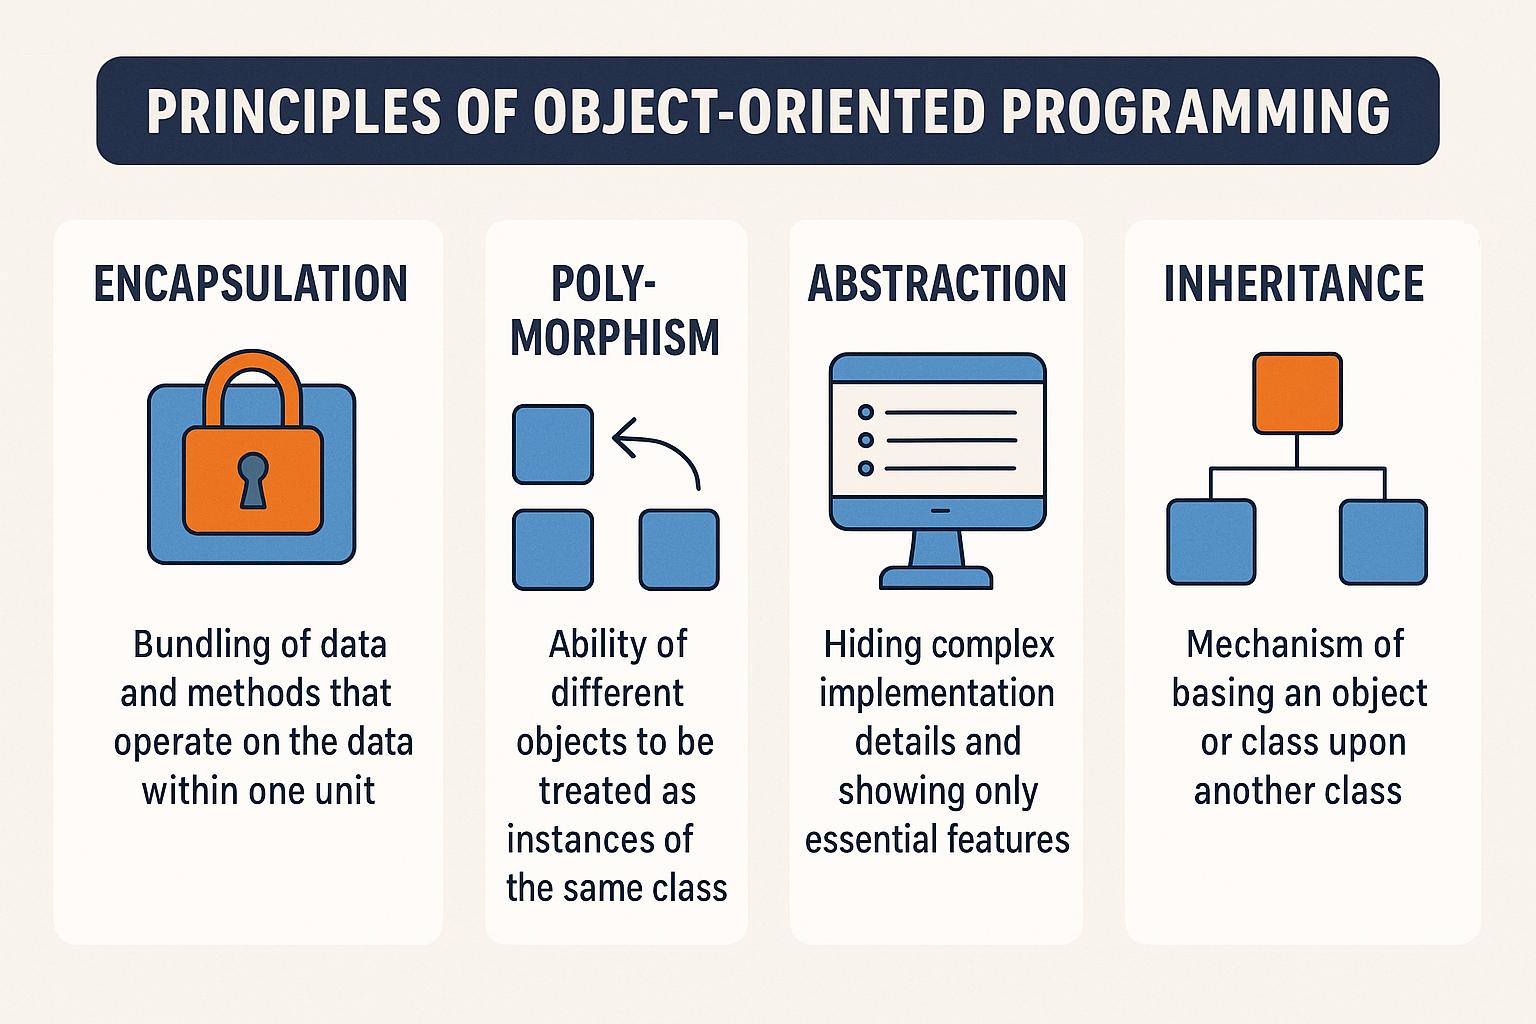 PRINCIPLES OF OBJECT-ORIENTED PROGRAMMING
ENCAPSULATION
Bundling of data
and methods that
operate on the data
within one unit
POLY-
MORPHISM
Ability of
different
objects to be
treated as
instances of
the same class
ABSTRACTION
Hiding complex
implementation
details and
showing only
essential features
INHERITANCE
Mechanism of
basing an object
or class upon
another class